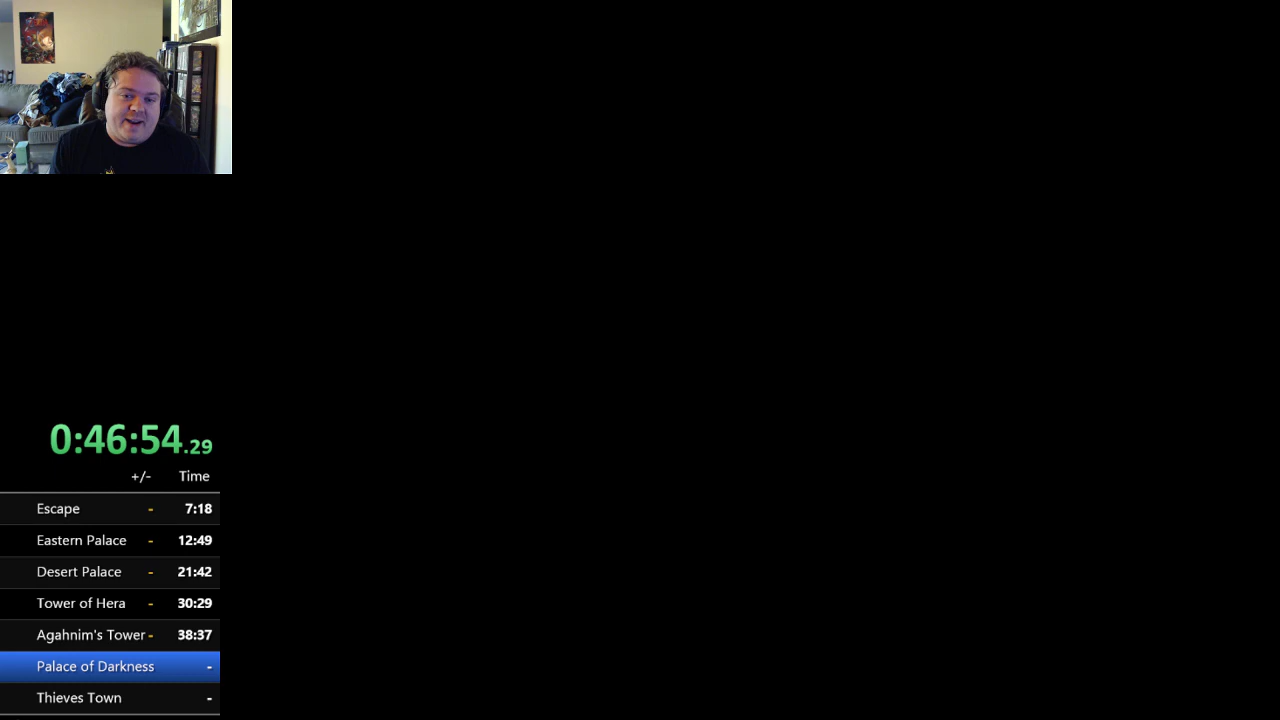 0:46:54.29
+/- Time
Escape - 7:18
Eastern Palace - 12:49
Desert Palace - 21:42
Tower of Hera - 30:29
Agahnim's Tower - 38:37
Palace of Darkness -
Thieves Town -